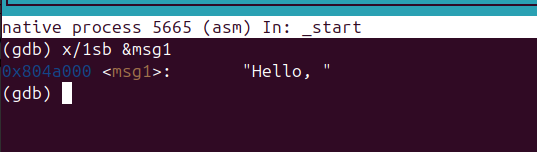 native process 5665 (asm) In: _start
(gdb) x/1sb &msg1
0x804a000 <msg1>:       "Hello, "
(gdb)